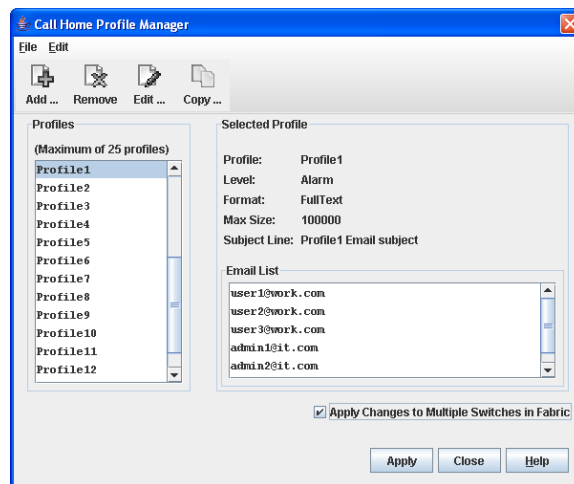 Call Home Profile Manager
File Edit
Add ... Remove Edit ... Copy ...
Profiles
(Maximum of 25 profiles)
Profile1
Profile2
Profile3
Profile4
Profile5
Profile6
Profile7
Profile8
Profile9
Profile10
Profile11
Profile12
Selected Profile
Profile: Profile1
Level: Alarm
Format: FullText
Max Size: 100000
Subject Line: Profile1 Email subject
Email List
user1@work.com
user2@work.com
user3@work.com
admin1@it.com
admin2@it.com
Apply Changes to Multiple Switches in Fabric
Apply Close Help